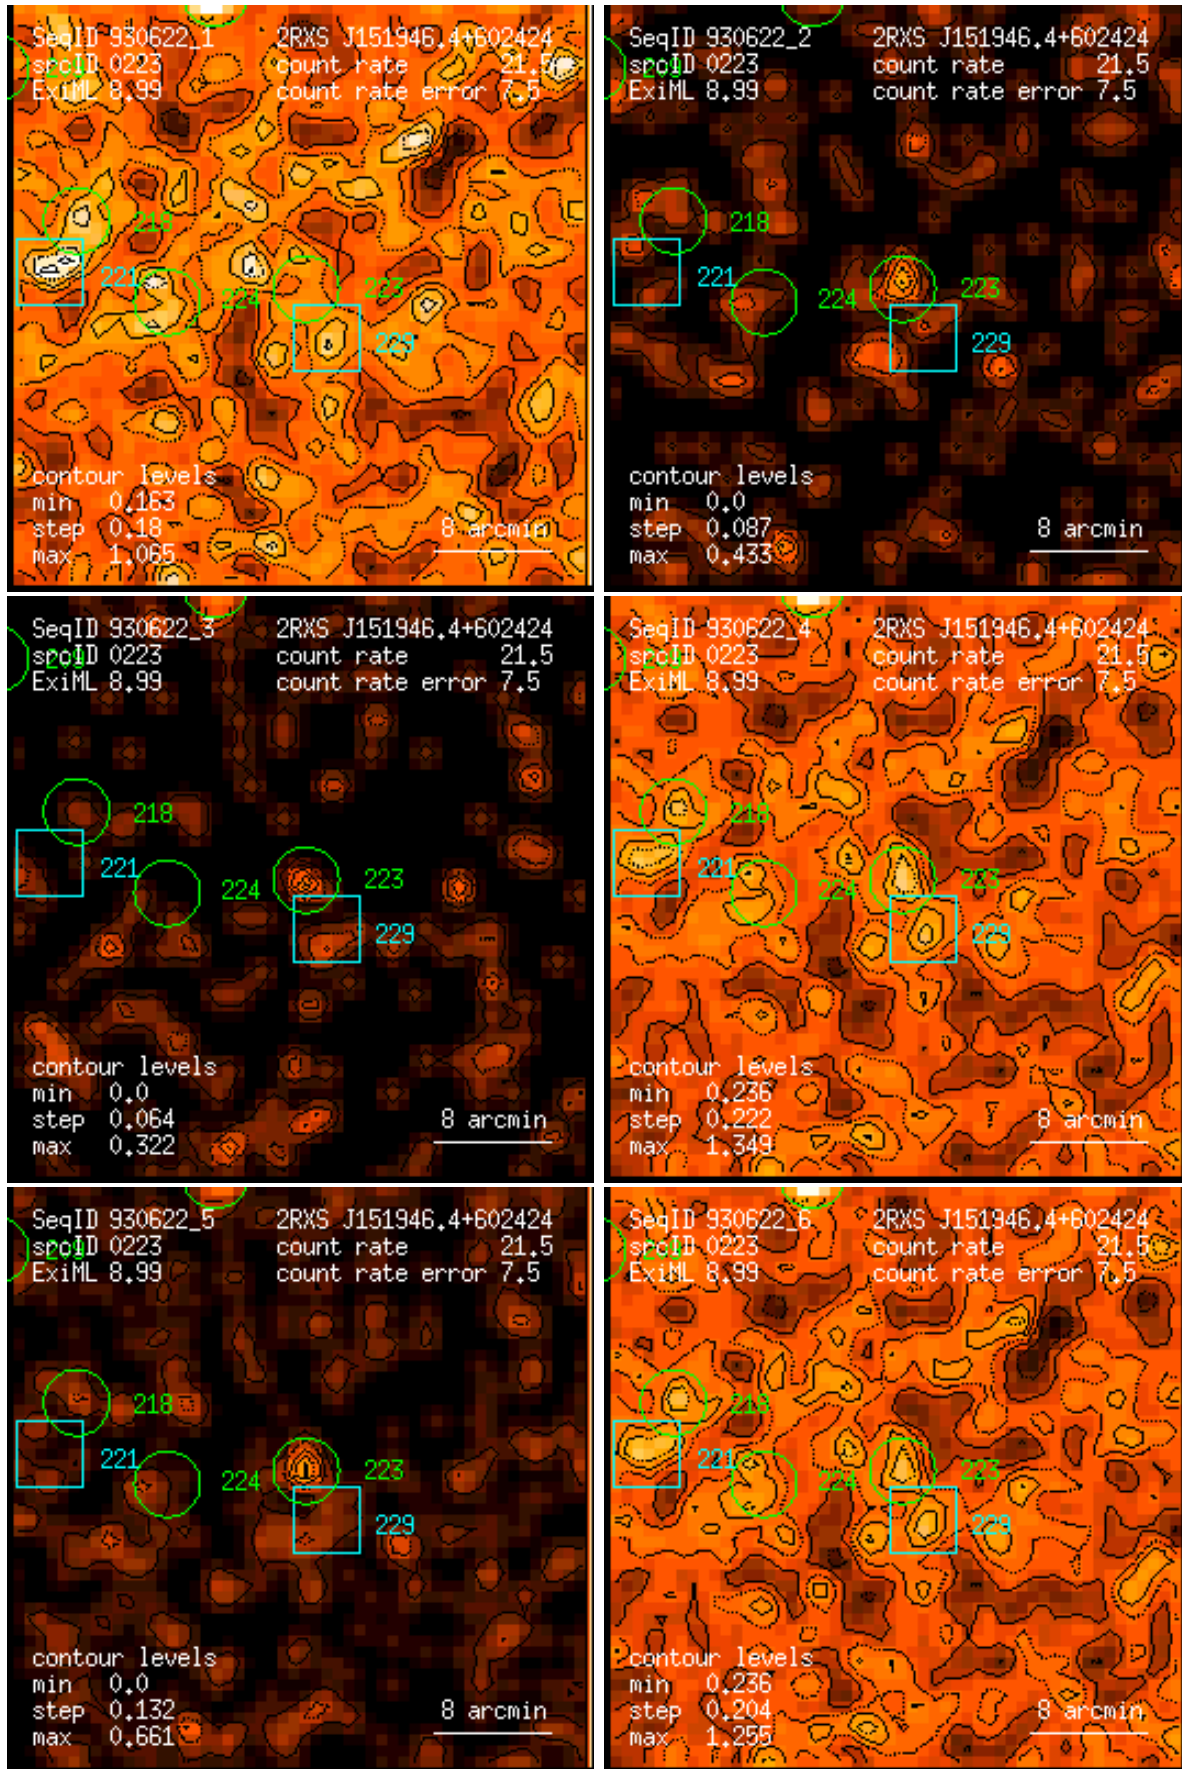 SeqID 930622_1 2RXS J151946.4+602424
srcID 0223 count rate 21.5
ExiML 8.99 count rate error 7.5
218
221
224 223
229
contour levels
min 0.163
step 0.18 8 arcmin
max 1.065
SeqID 930622_2 2RXS J151946.4+602424
srcID 0223 count rate 21.5
ExiML 8.99 count rate error 7.5
218
221
224 223
229
contour levels
min 0.0
step 0.087 8 arcmin
max 0.433
SeqID 930622_3 2RXS J151946.4+602424
srcID 0223 count rate 21.5
ExiML 8.99 count rate error 7.5
218
221
224 223
229
contour levels
min 0.0
step 0.064 8 arcmin
max 0.322
SeqID 930622_4 2RXS J151946.4+602424
srcID 0223 count rate 21.5
ExiML 8.99 count rate error 7.5
218
221
224 223
229
contour levels
min 0.236
step 0.222 8 arcmin
max 1.349
SeqID 930622_5 2RXS J151946.4+602424
srcID 0223 count rate 21.5
ExiML 8.99 count rate error 7.5
218
221
224 223
229
contour levels
min 0.0
step 0.132 8 arcmin
max 0.661
SeqID 930622_6 2RXS J151946.4+602424
srcID 0223 count rate 21.5
ExiML 8.99 count rate error 7.5
218
221
224 223
229
contour levels
min 0.236
step 0.204 8 arcmin
max 1.255